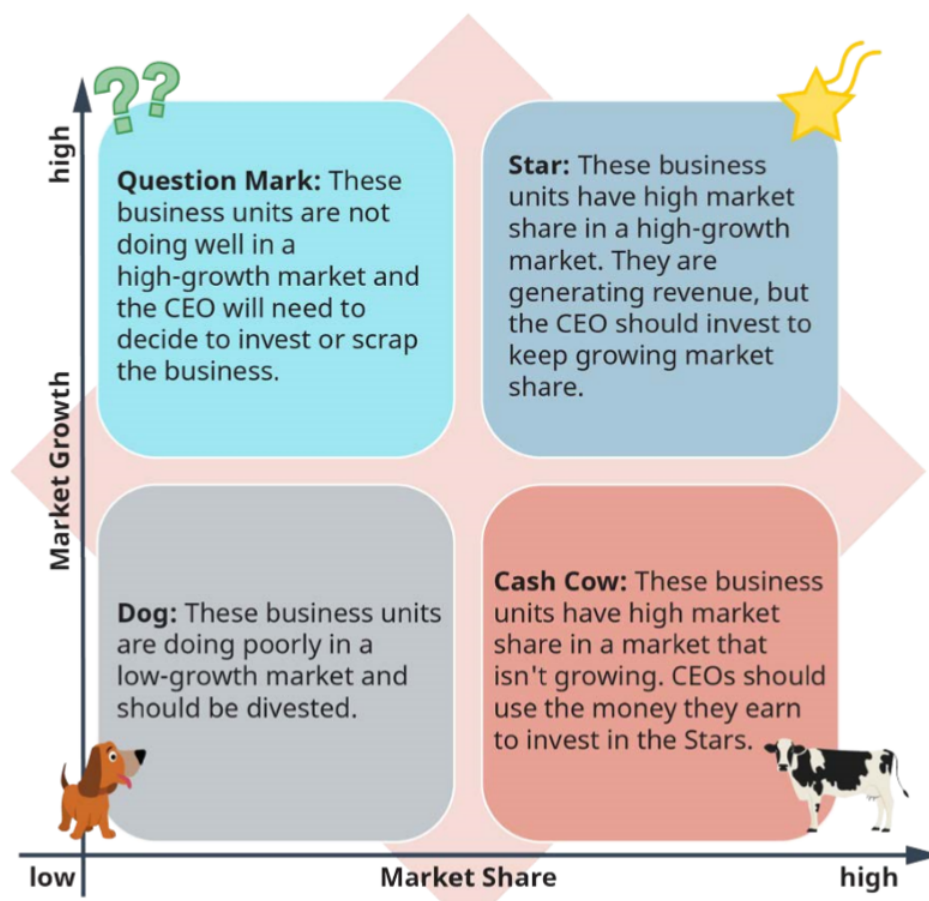 ??
high
Question Mark: These
business units are not
doing well in a
high-growth market and
the CEO will need to
decide to invest or scrap
the business.
Star: These business
units have high market
share in a high-growth
market. They are
generating revenue, but
the CEO should invest to
keep growing market
share.
Market Growth
Dog: These business units
are doing poorly in a
low-growth market and
should be divested.
Cash Cow: These business
units have high market
share in a market that
isn't growing. CEOs should
use the money they earn
to invest in the Stars.
low
Market Share
high